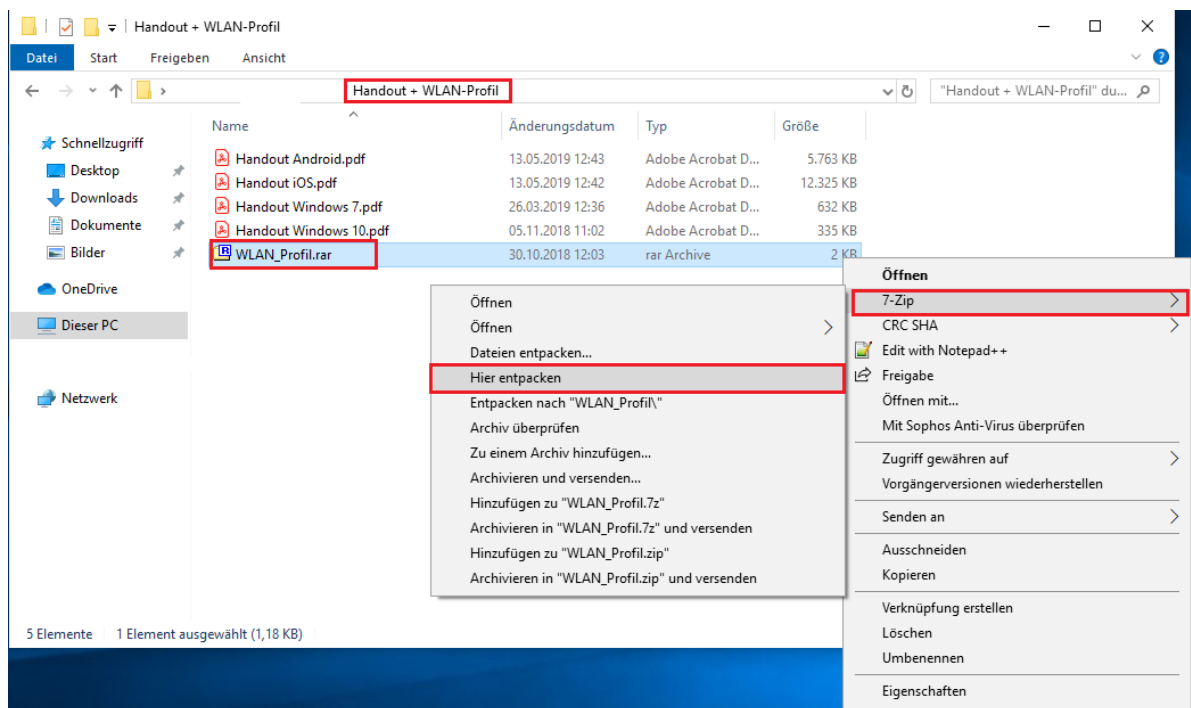 Handout + WLAN-Profil
Datei Start Freigeben Ansicht
Handout + WLAN-Profil "Handout + WLAN-Profil" du...
Name Änderungsdatum Typ Größe
Schnellzugriff
Desktop
Downloads
Dokumente
Bilder
OneDrive
Dieser PC
Netzwerk
Handout Android.pdf 13.05.2019 12:43 Adobe Acrobat D... 5.763 KB
Handout iOS.pdf 13.05.2019 12:42 Adobe Acrobat D... 12.325 KB
Handout Windows 7.pdf 26.03.2019 12:36 Adobe Acrobat D... 632 KB
Handout Windows 10.pdf 05.11.2018 11:02 Adobe Acrobat D... 335 KB
WLAN_Profil.rar 30.10.2018 12:03 rar Archive 2 KB
Öffnen
Öffnen
Dateien entpacken...
Hier entpacken
Entpacken nach "WLAN_Profil\"
Archiv überprüfen
Zu einem Archiv hinzufügen...
Archivieren und versenden...
Hinzufügen zu "WLAN_Profil.7z"
Archivieren in "WLAN_Profil.7z" und versenden
Hinzufügen zu "WLAN_Profil.zip"
Archivieren in "WLAN_Profil.zip" und versenden
Öffnen
7-Zip
CRC SHA
Edit with Notepad++
Freigabe
Öffnen mit...
Mit Sophos Anti-Virus überprüfen
Zugriff gewähren auf
Vorgängerversionen wiederherstellen
Senden an
Ausschneiden
Kopieren
Verknüpfung erstellen
Löschen
Umbenennen
Eigenschaften
5 Elemente 1 Element ausgewählt (1,18 KB)